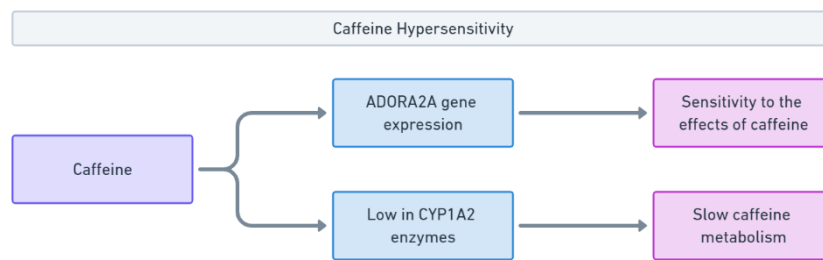 Caffeine Hypersensitivity
ADORA2A gene
expression
Sensitivity to the
effects of caffeine
Caffeine
Low in CYP1A2
enzymes
Slow caffeine
metabolism